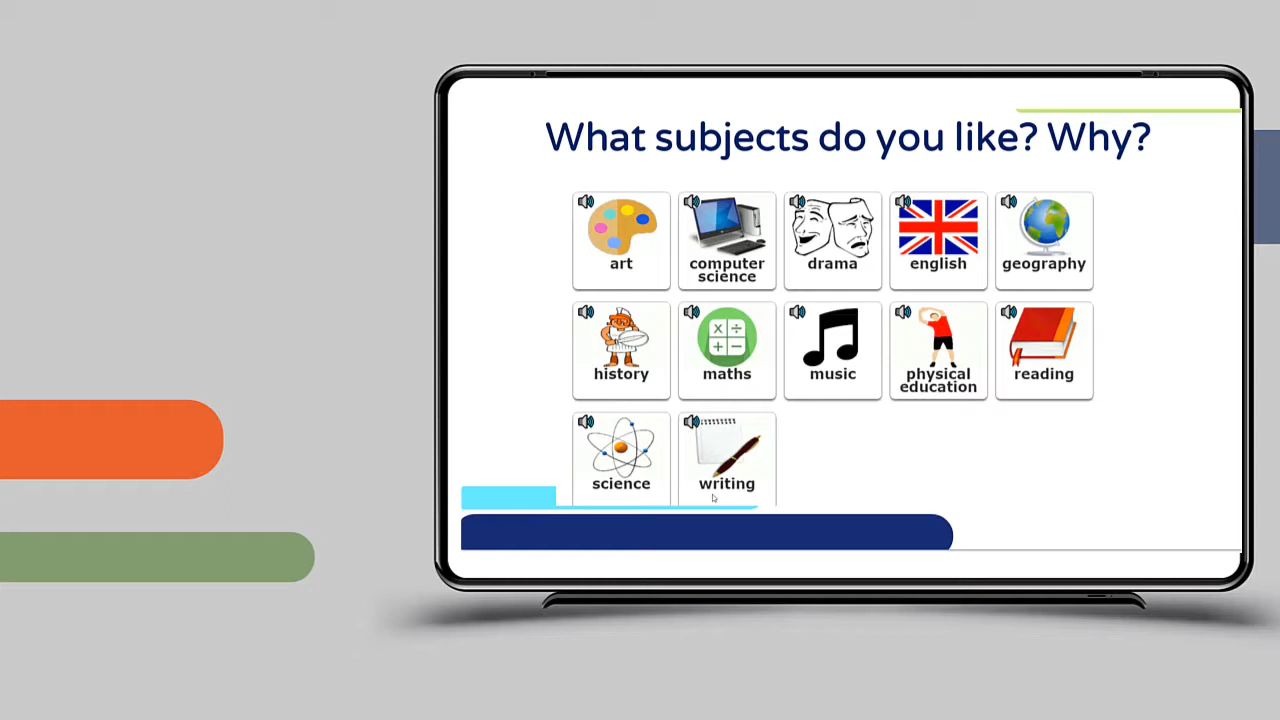 What subjects do you like? Why?
art
computer
science
drama
english
geography
history
maths
music
physical
education
reading
science
writing